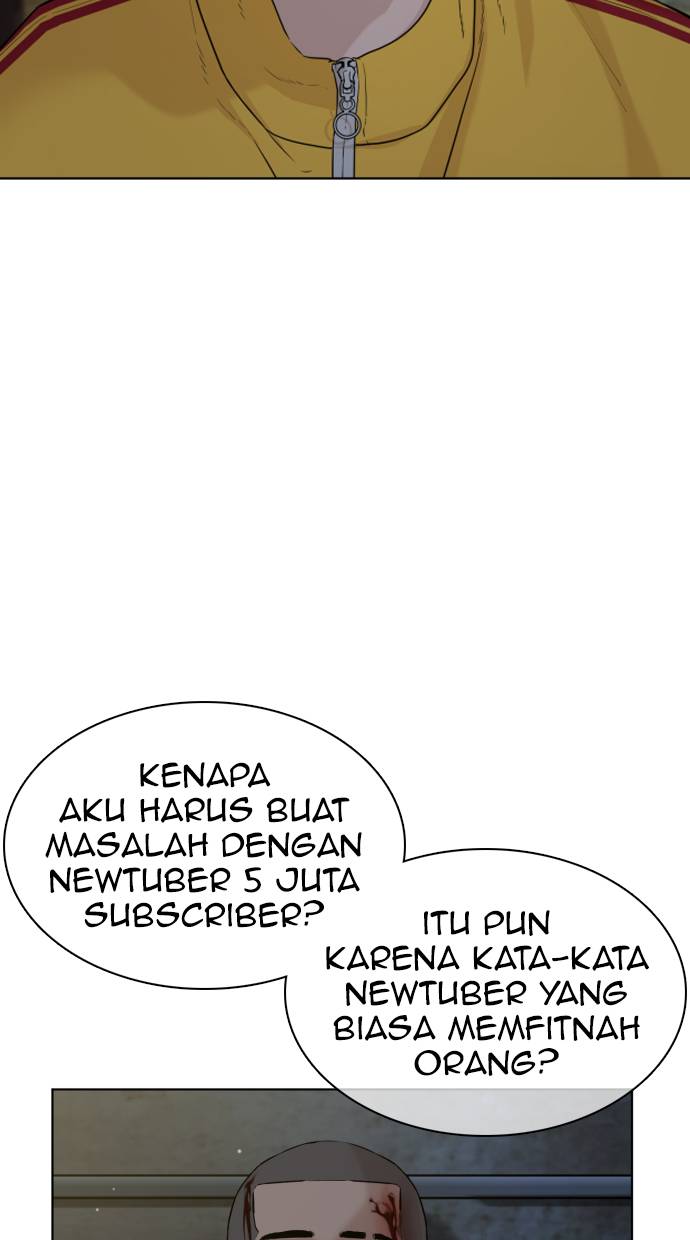 KENAPA
AKU HARUS BUAT
MASALAH DENGAN
NEWTUBER 5 JUTA
SUBSCRIBER?
ITU PUN
KARENA KATA-KATA
NEWTUBER YANG
BIASA MEMFITNAH
ORANG?